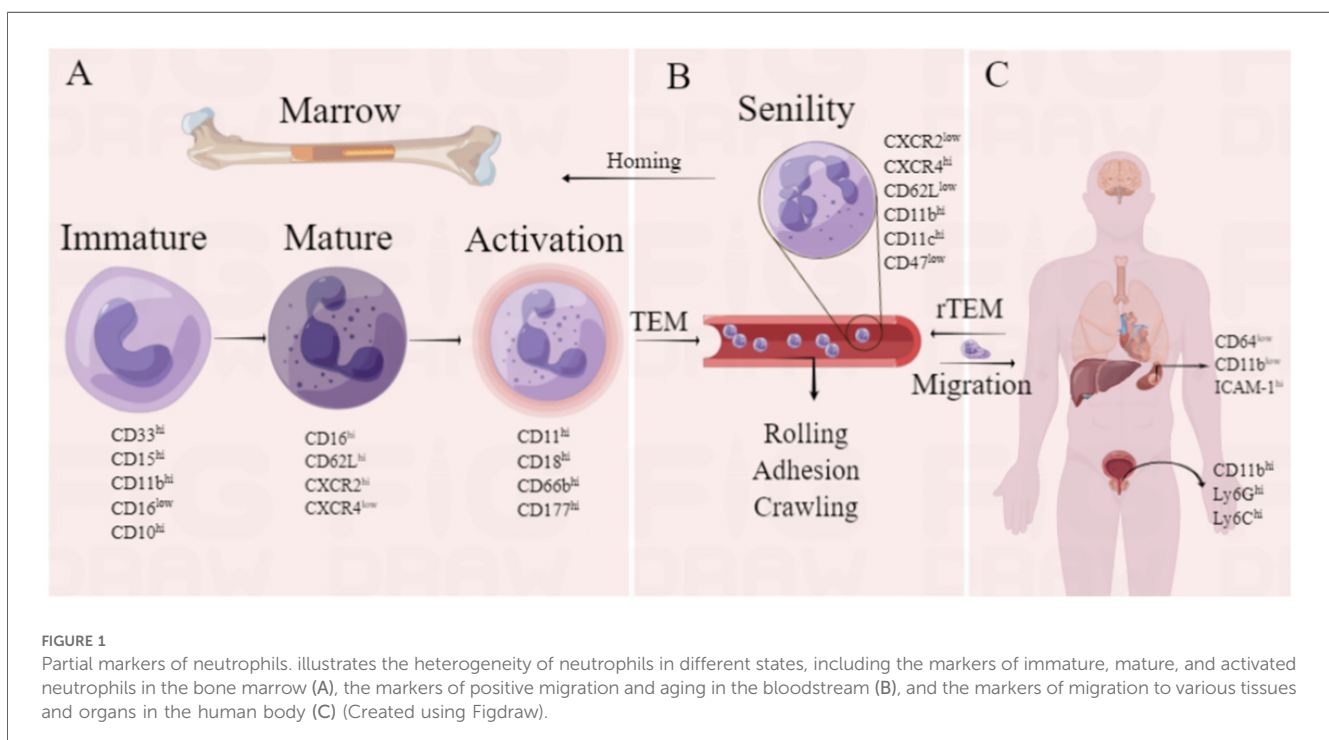 A
Marrow
Immature
Mature
Activation
CD33hi
CD15hi
CD11bhi
CD16low
CD10hi
CD16hi
CD62Lhi
CXCR2hi
CXCR4low
CD11hi
CD18hi
CD66bhi
CD177hi
Homing
TEM
B
Senility
CXCR2low
CXCR4hi
CD62Llow
CD11bhi
CD11chi
CD47low
Rolling
Adhesion
Crawling
rTEM
Migration
C
CD64low
CD11blow
ICAM-1hi
CD11bhi
Ly6Ghi
Ly6Chi
FIG
DRAW
FIGURE 1
Partial markers of neutrophils. illustrates the heterogeneity of neutrophils in different states, including the markers of immature, mature, and activated
neutrophils in the bone marrow (A), the markers of positive migration and aging in the bloodstream (B), and the markers of migration to various tissues
and organs in the human body (C) (Created using Figdraw).